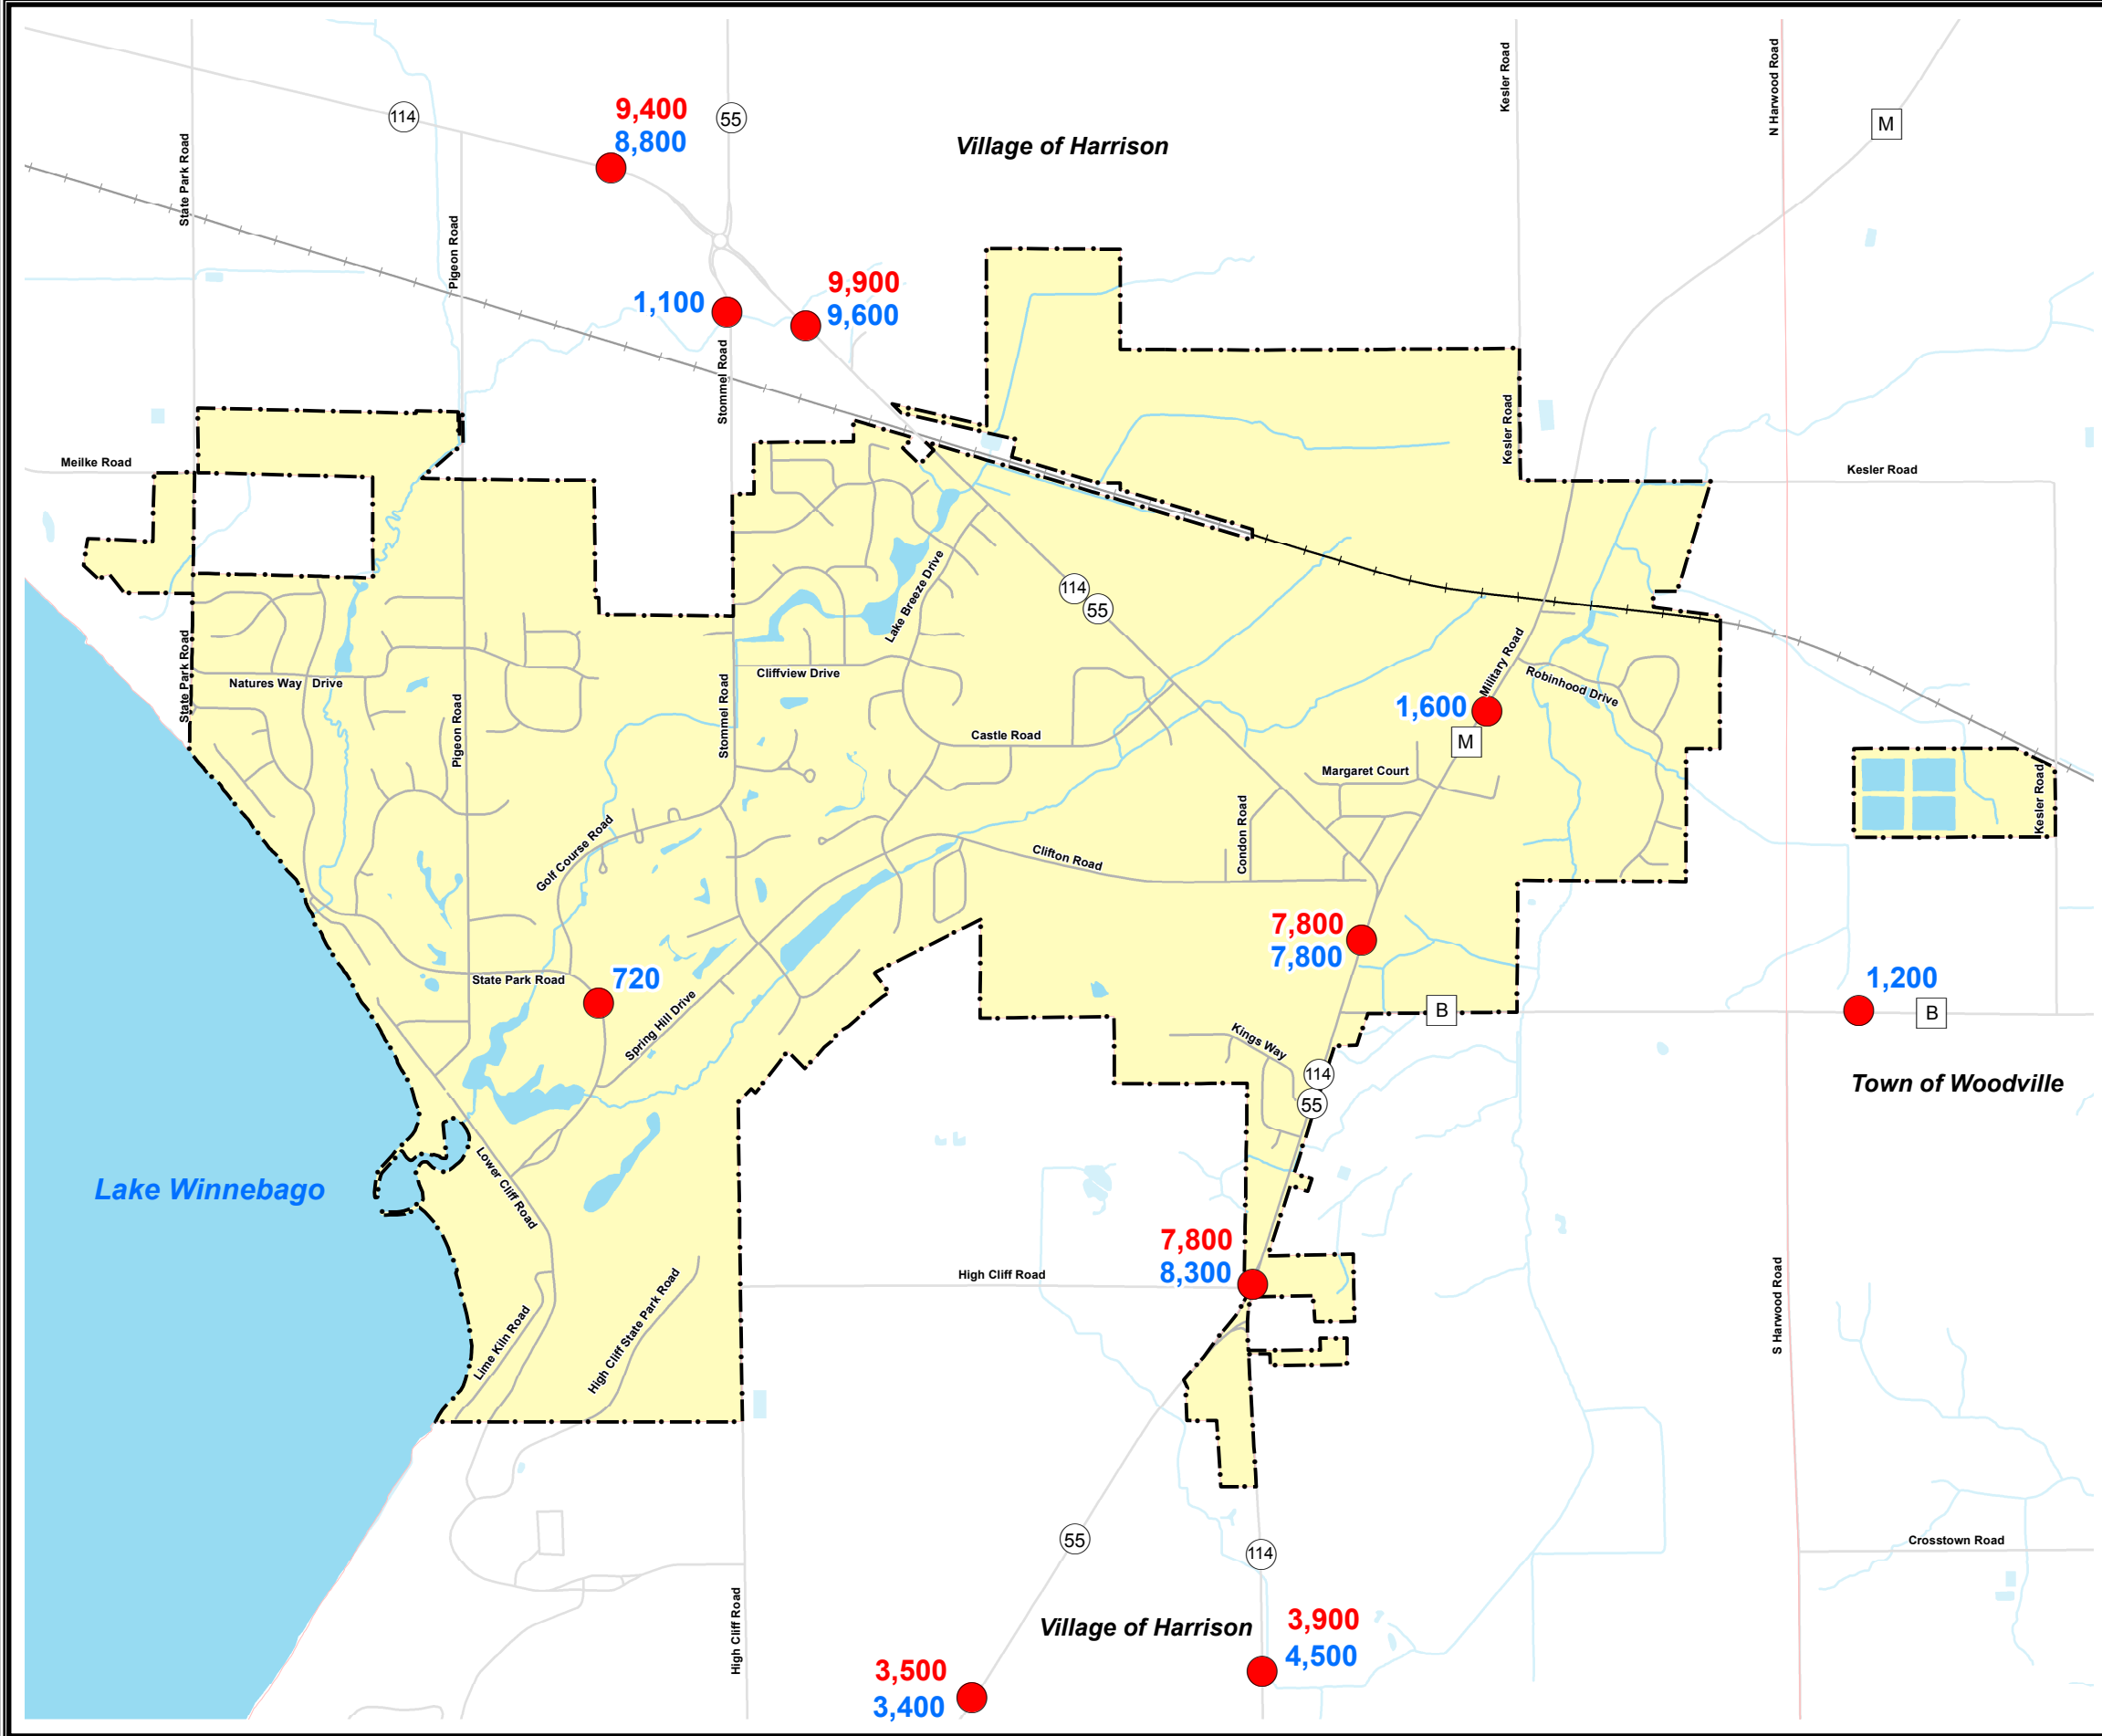 Kesler Road
N Harwood Road
9,400
114
55
M
8,800
Village of Harrison
State Park Road
Pigeon Road
9,900
1,100
9,600
Stommel Road
Kesler Road
Meilke Road
Kesler Road
Lake Breeze Drive
114
55
State Park Road
Natures Way Drive
Cliffview Drive
Military Road
Robinhood Drive
Pigeon Road
Stommel Road
1,600
Castle Road
M
Margaret Court
Kesler Road
Golf Course Road
Condon Road
Clifton Road
7,800
7,800
State Park Road
720
1,200
B
B
Spring Hill Drive
Kings Way
114
55
Town of Woodville
Lake Winnebago
Lower Cliff Road
7,800
8,300
High Cliff Road
S Harwood Road
Lime Kiln Road
High Cliff State Park Road
55
114
Crosstown Road
High Cliff Road
Village of Harrison
3,900
4,500
3,500
3,400